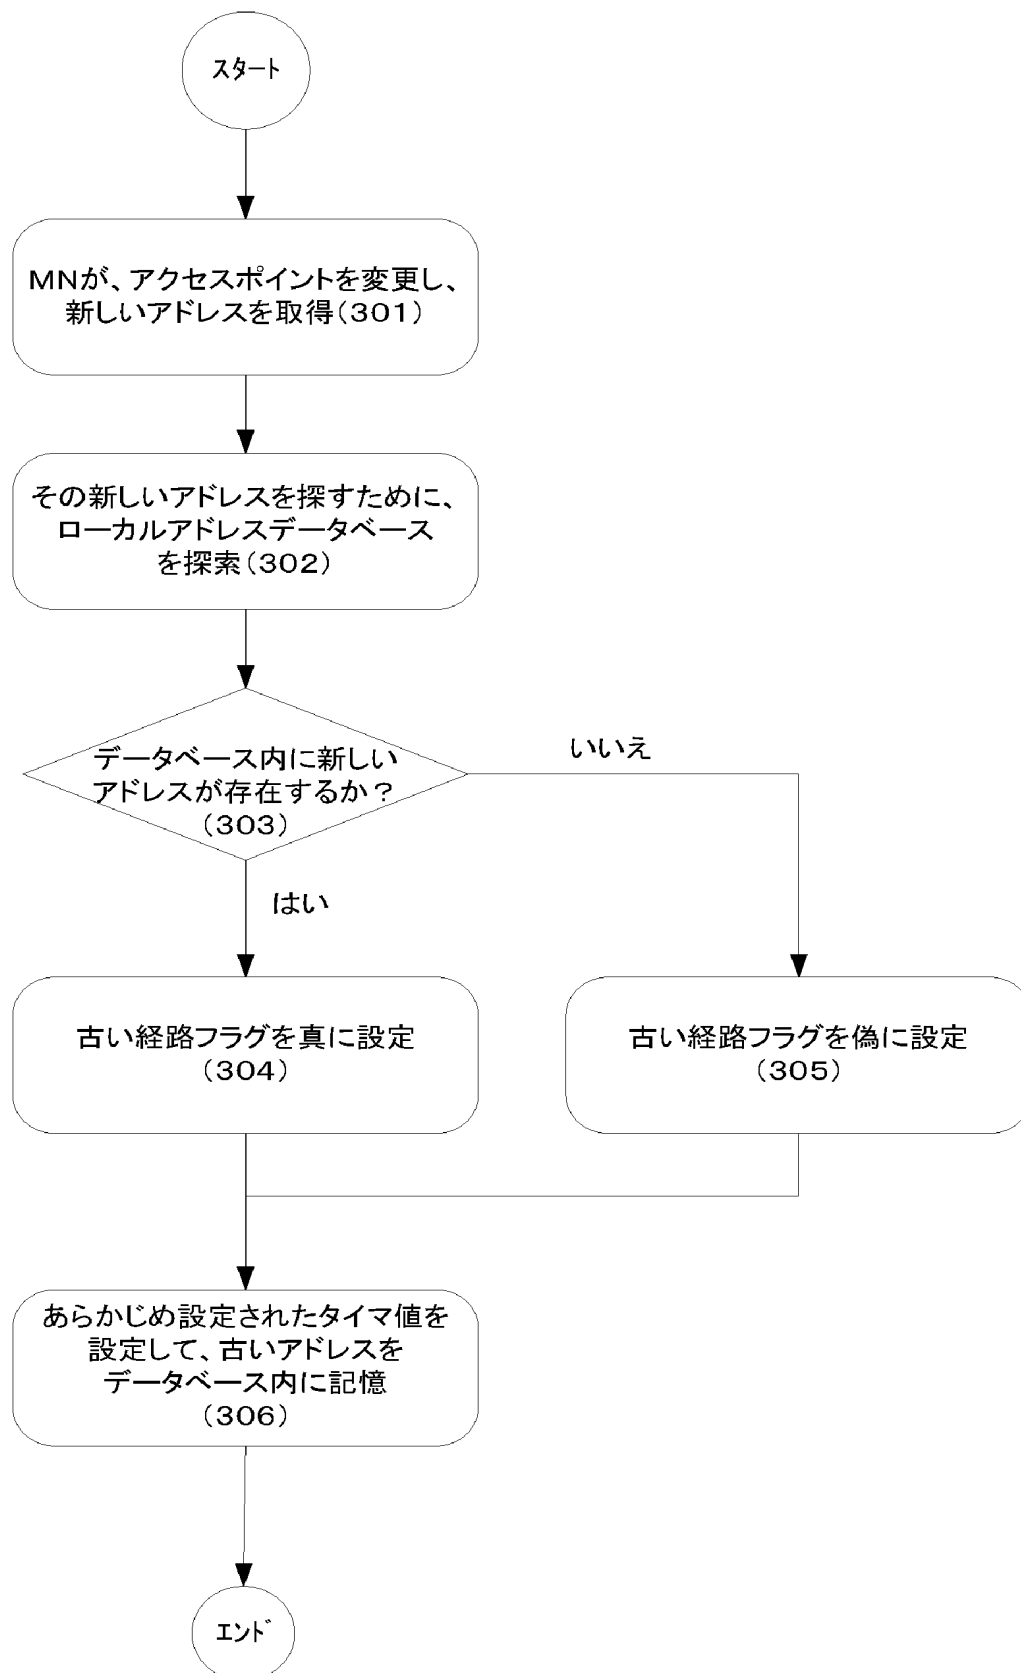 スタート
MNが、アクセスポイントを変更し、
新しいアドレスを取得(301)
その新しいアドレスを探すために、
ローカルアドレスデータベース
を探索(302)
データベース内に新しい
アドレスが存在するか?
(303)
いいえ
はい
古い経路フラグを真に設定
(304)
古い経路フラグを偽に設定
(305)
あらかじめ設定されたタイマ値を
設定して、古いアドレスを
データベース内に記憶
(306)
エンド